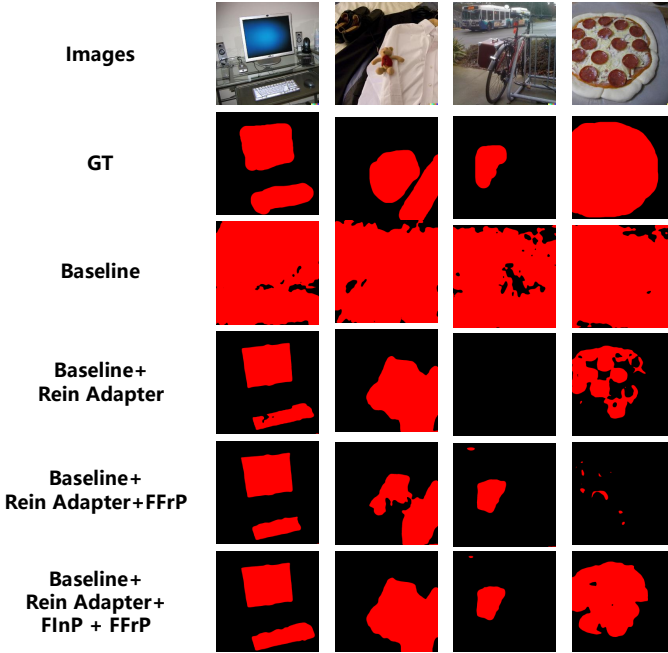 Images
GT
Baseline
Baseline+
Rein Adapter
Baseline+
Rein Adapter+FFrP
Baseline+
Rein Adapter+
FInP + FFrP